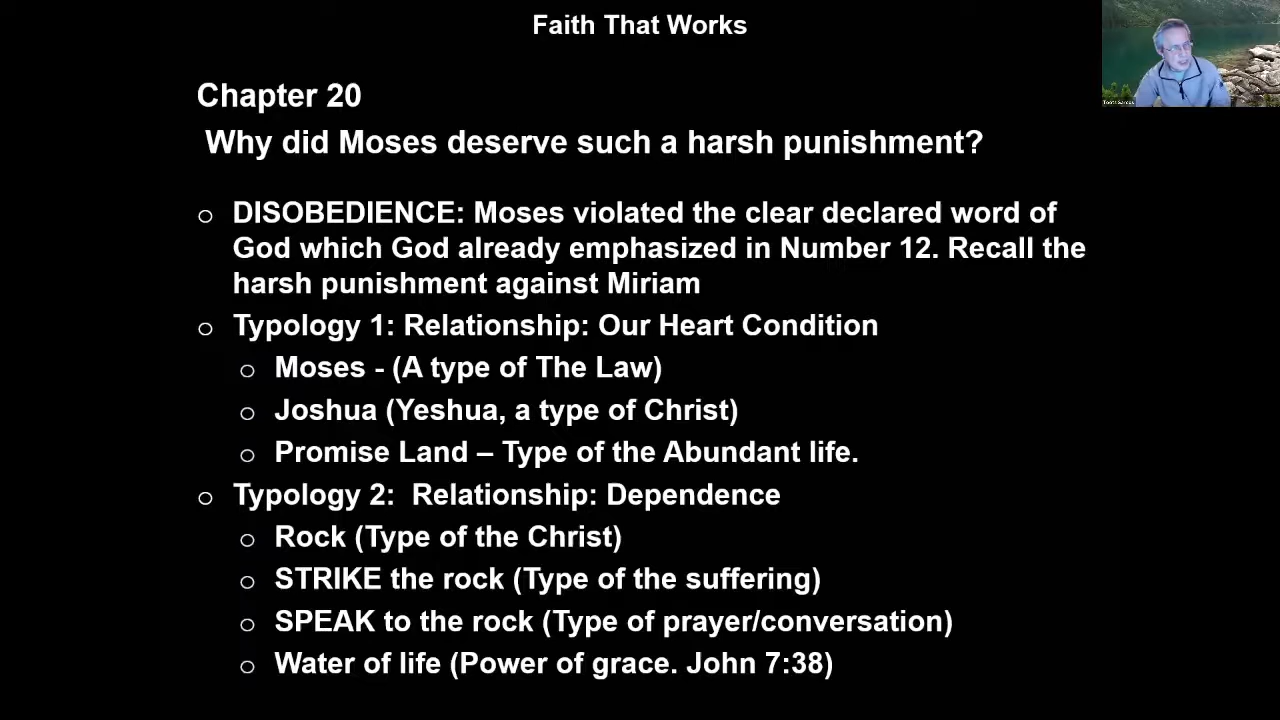 Faith That Works
Chapter 20
Why did Moses deserve such a harsh punishment?
o DISOBEDIENCE: Moses violated the clear declared word of
God which God already emphasized in Number 12. Recall the
harsh punishment against Miriam
o Typology 1: Relationship: Our Heart Condition
o Moses - (A type of The Law)
o Joshua (Yeshua, a type of Christ)
o Promise Land – Type of the Abundant life.
o Typology 2: Relationship: Dependence
o Rock (Type of the Christ)
o STRIKE the rock (Type of the suffering)
o SPEAK to the rock (Type of prayer/conversation)
o Water of life (Power of grace. John 7:38)